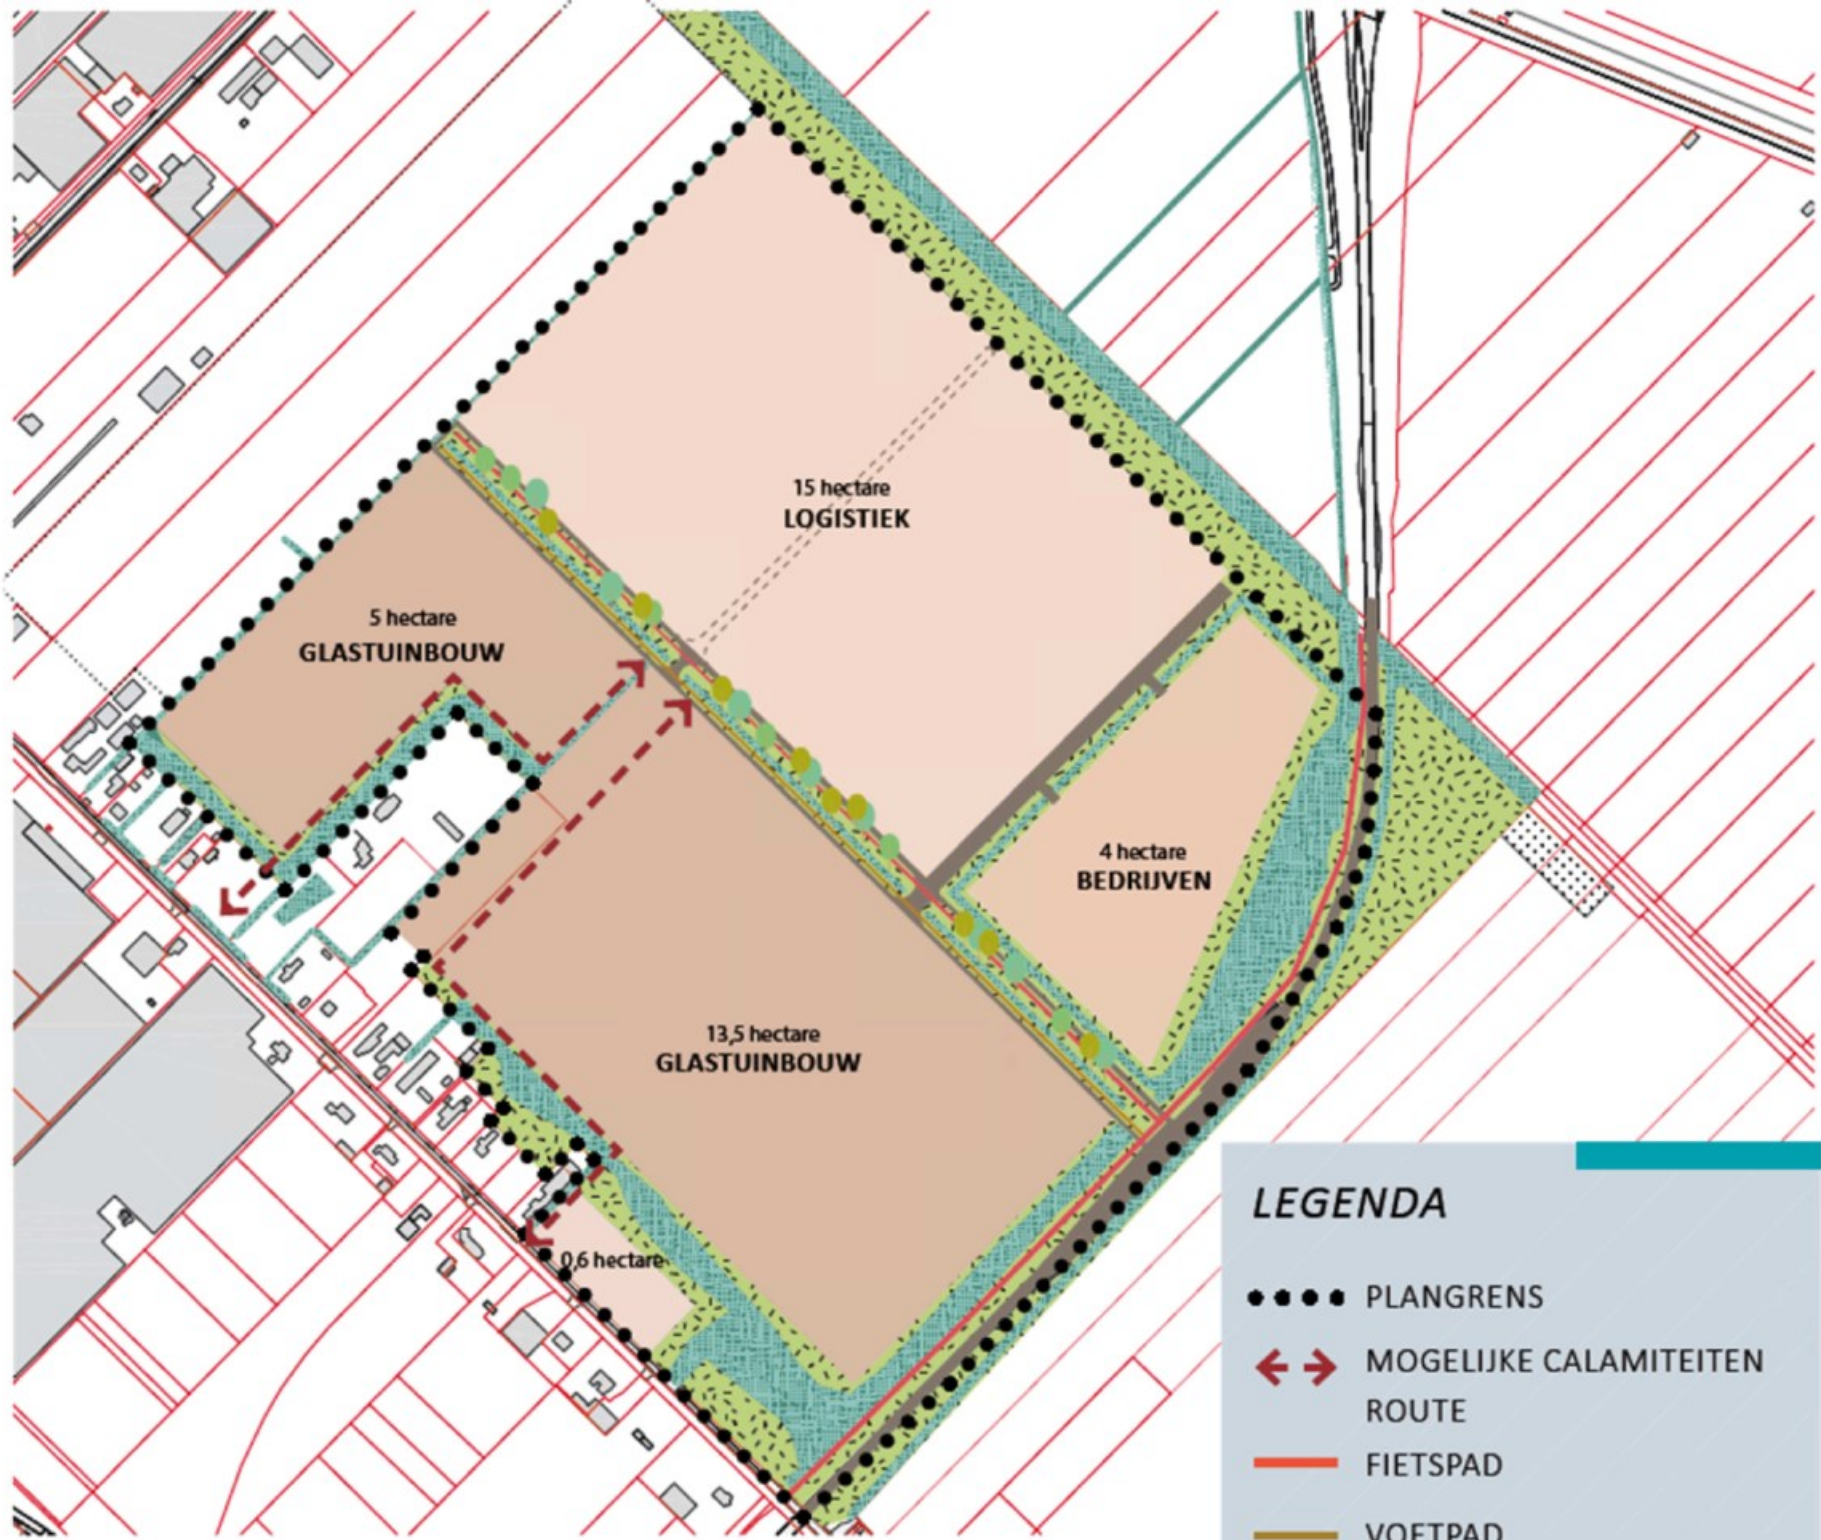 15 hectare
LOGISTIEK
5 hectare
GLASTUINBOUW
4 hectare
BEDRIJVEN
13,5 hectare
GLASTUINBOUW
0,6 hectare
LEGENDA
PLANGRENS
MOGELIJKE CALAMITEITEN
ROUTE
FIETSPAD
VOETPAD